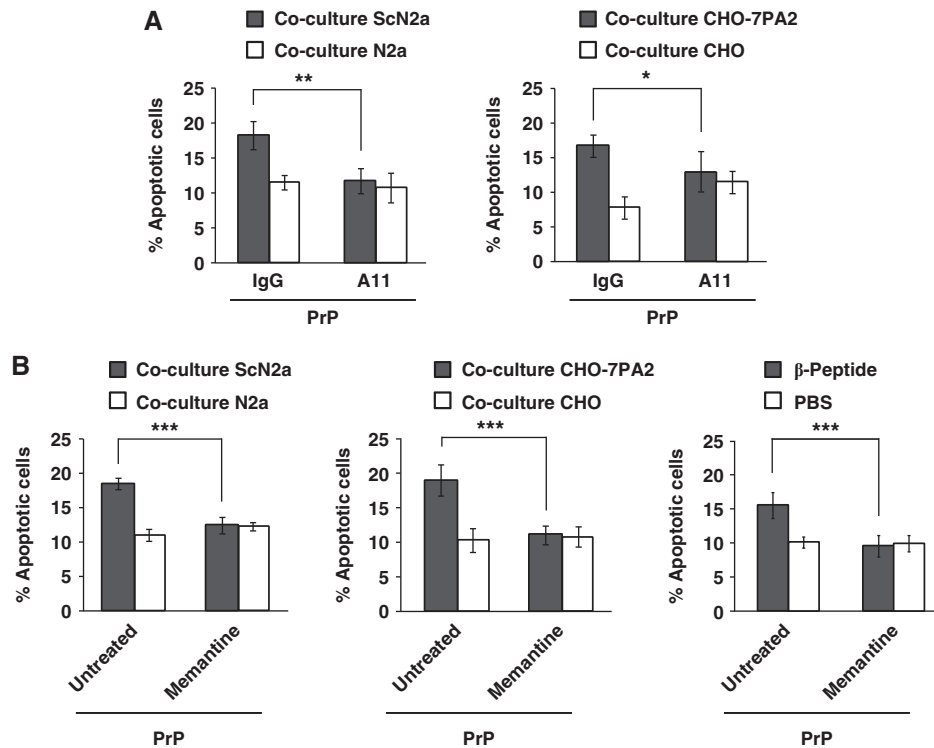 A
Co-culture ScN2a
Co-culture N2a
% Apoptotic cells
25
20
15
10
5
0
**
IgG
A11
PrP
Co-culture CHO-7PA2
Co-culture CHO
% Apoptotic cells
25
20
15
10
5
0
*
IgG
A11
PrP
B
Co-culture ScN2a
Co-culture N2a
% Apoptotic cells
25
20
15
10
5
0
***
Untreated
Memantine
PrP
Co-culture CHO-7PA2
Co-culture CHO
% Apoptotic cells
25
20
15
10
5
0
***
Untreated
Memantine
PrP
β-Peptide
PBS
% Apoptotic cells
25
20
15
10
5
0
***
Untreated
Memantine
PrP